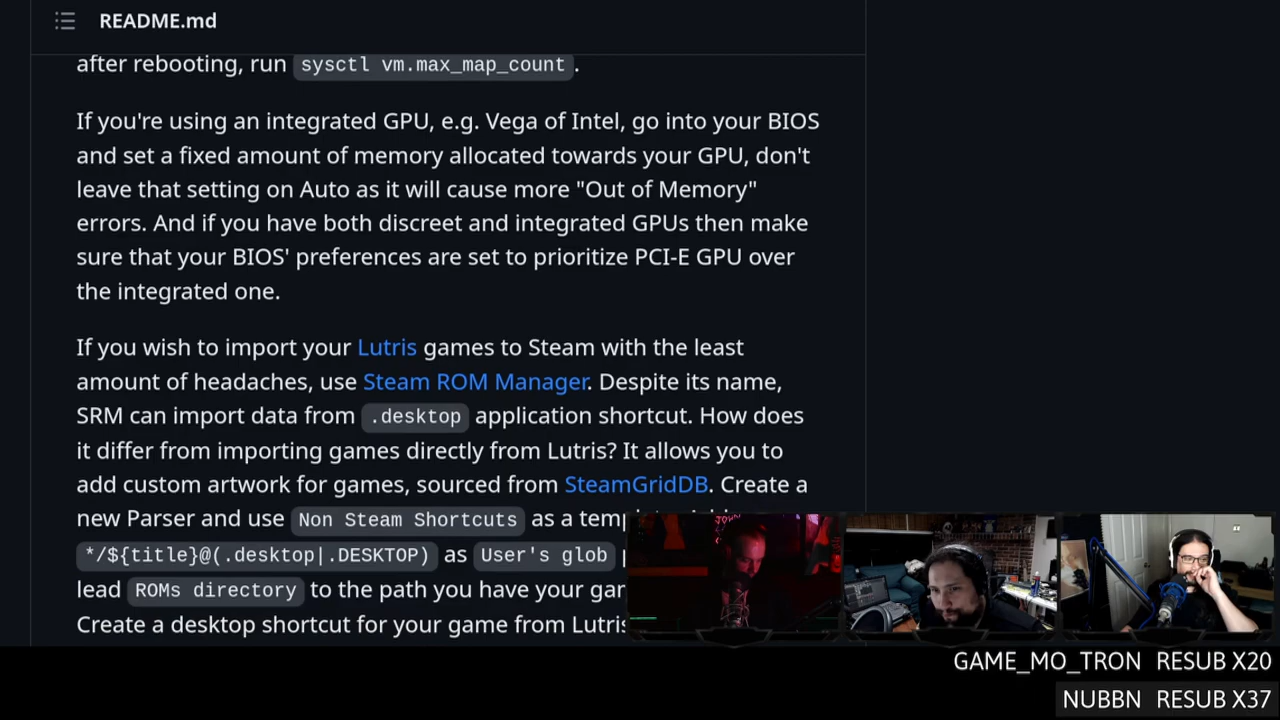 README.md
after rebooting, run sysctl vm.max_map_count.
If you're using an integrated GPU, e.g. Vega of Intel, go into your BIOS
and set a fixed amount of memory allocated towards your GPU, don't
leave that setting on Auto as it will cause more "Out of Memory"
errors. And if you have both discreet and integrated GPUs then make
sure that your BIOS' preferences are set to prioritize PCI-E GPU over
the integrated one.
If you wish to import your Lutris games to Steam with the least
amount of headaches, use Steam ROM Manager. Despite its name,
SRM can import data from .desktop application shortcut. How does
it differ from importing games directly from Lutris? It allows you to
add custom artwork for games, sourced from SteamGridDB. Create a
new Parser and use Non Steam Shortcuts as a
*/${title}@(.desktop|.DESKTOP) as User's glob
lead ROMs directory to the path you have your
Create a desktop shortcut for your game from Lutris
GAME_MO_TRON RESUB X20
NUBBN RESUB X37